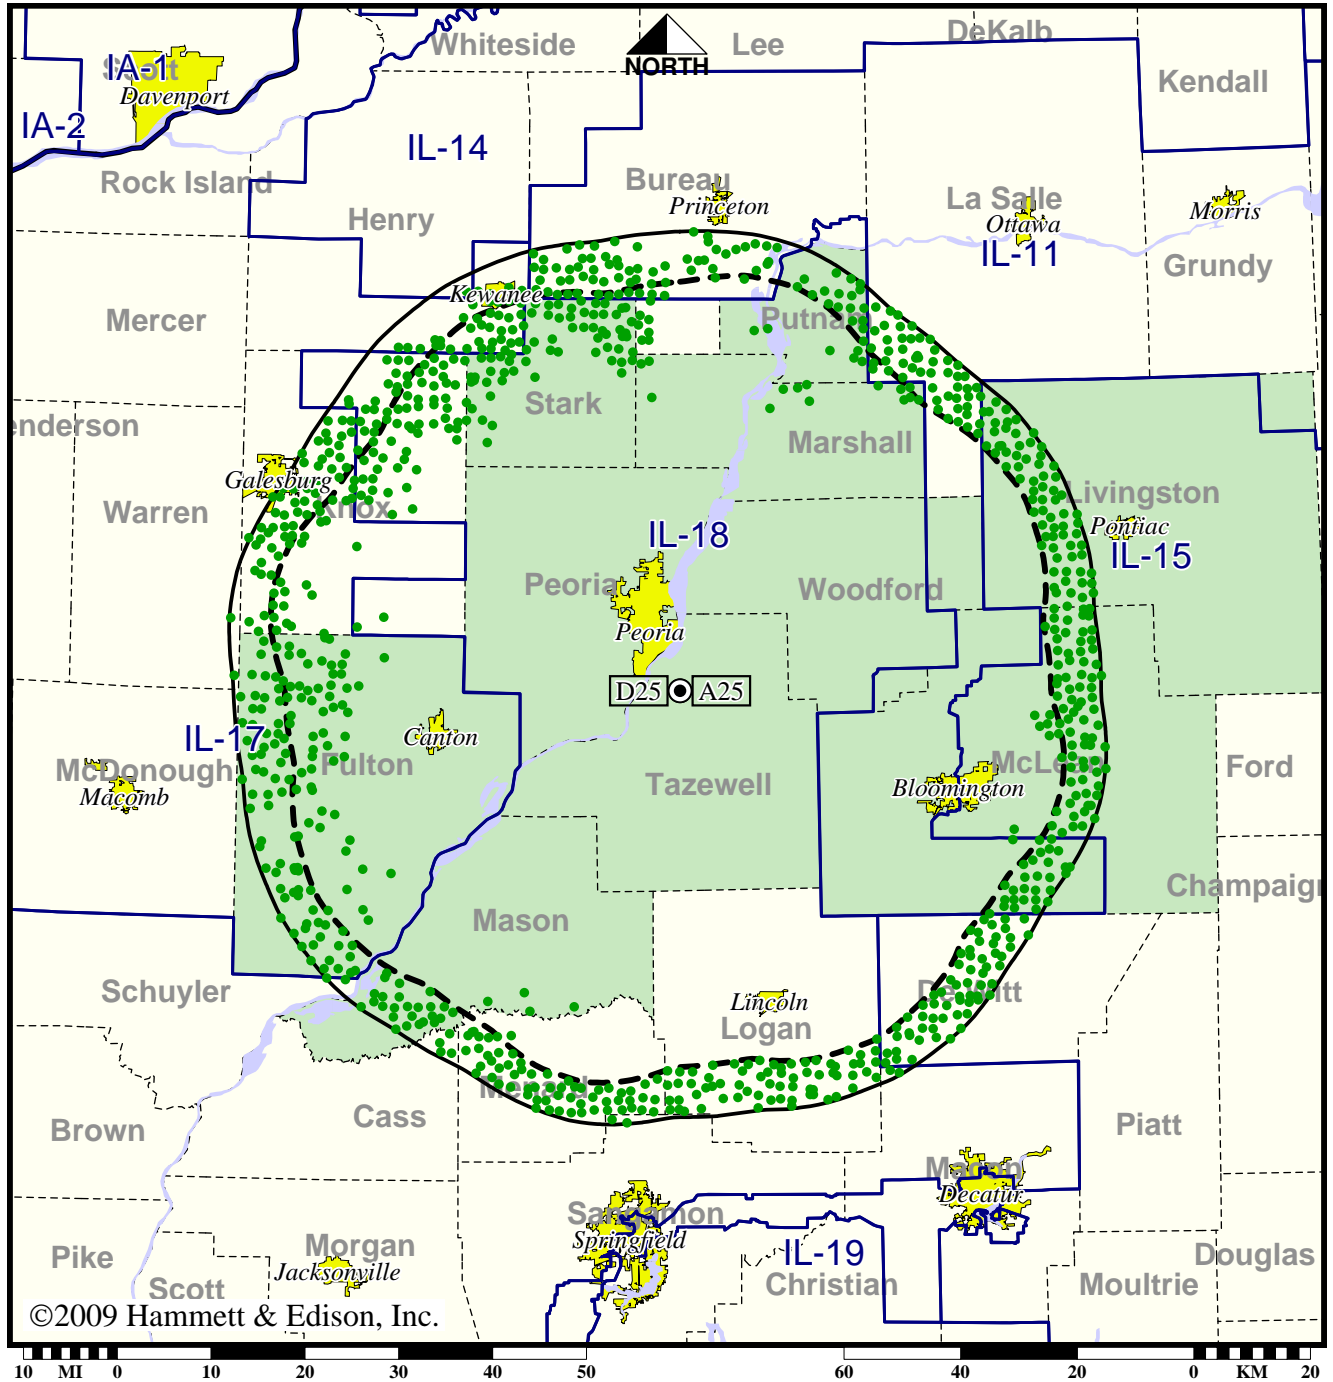 Whiteside
NORTH
Lee
DeKalb
Kendall
IA-1
Scott
Davenport
IA-2
IL-14
Rock Island
Henry
Bureau
Princeton
La Salle
Ottawa
IL-11
Morris
Grundy
Kewanee
Mercer
Putnam
Stark
Marshall
enderson
Galesburg
Knox
Warren
Livingston
Pontiac
IL-15
IL-18
Peoria
Woodford
Peoria
D25 A25
IL-17
Canton
Fulton
McDonough
Macomb
Tazewell
McLean
Bloomington
Ford
Champaign
Mason
Schuyler
Lincoln
Logan
De Witt
Menard
Cass
Brown
Piatt
Macon
Decatur
Sangamon
Springfield
IL-19
Christian
Pike
Scott
Morgan
Jacksonville
Moultrie
Douglas
©2009 Hammett & Edison, Inc.
10 MI 0 10 20 30 40 50 60 40 20 0 KM 20